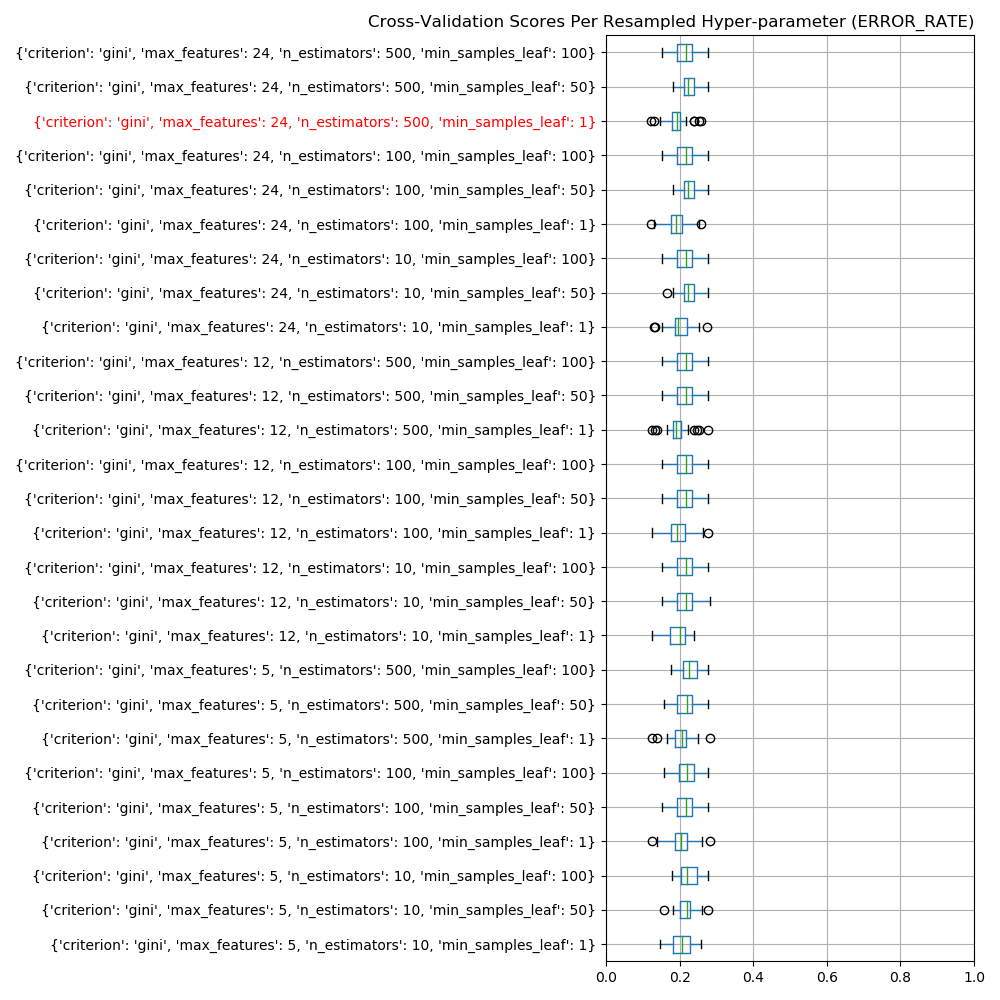 Cross-Validation Scores Per Resampled Hyper-parameter (ERROR_RATE)
{'criterion': 'gini', 'max_features': 24, 'n_estimators': 500, 'min_samples_leaf': 100}
{'criterion': 'gini', 'max_features': 24, 'n_estimators': 500, 'min_samples_leaf': 50}
{'criterion': 'gini', 'max_features': 24, 'n_estimators': 500, 'min_samples_leaf': 1}
{'criterion': 'gini', 'max_features': 24, 'n_estimators': 100, 'min_samples_leaf': 100}
{'criterion': 'gini', 'max_features': 24, 'n_estimators': 100, 'min_samples_leaf': 50}
{'criterion': 'gini', 'max_features': 24, 'n_estimators': 100, 'min_samples_leaf': 1}
{'criterion': 'gini', 'max_features': 24, 'n_estimators': 10, 'min_samples_leaf': 100}
{'criterion': 'gini', 'max_features': 24, 'n_estimators': 10, 'min_samples_leaf': 50}
{'criterion': 'gini', 'max_features': 24, 'n_estimators': 10, 'min_samples_leaf': 1}
{'criterion': 'gini', 'max_features': 12, 'n_estimators': 500, 'min_samples_leaf': 100}
{'criterion': 'gini', 'max_features': 12, 'n_estimators': 500, 'min_samples_leaf': 50}
{'criterion': 'gini', 'max_features': 12, 'n_estimators': 500, 'min_samples_leaf': 1}
{'criterion': 'gini', 'max_features': 12, 'n_estimators': 100, 'min_samples_leaf': 100}
{'criterion': 'gini', 'max_features': 12, 'n_estimators': 100, 'min_samples_leaf': 50}
{'criterion': 'gini', 'max_features': 12, 'n_estimators': 100, 'min_samples_leaf': 1}
{'criterion': 'gini', 'max_features': 12, 'n_estimators': 10, 'min_samples_leaf': 100}
{'criterion': 'gini', 'max_features': 12, 'n_estimators': 10, 'min_samples_leaf': 50}
{'criterion': 'gini', 'max_features': 12, 'n_estimators': 10, 'min_samples_leaf': 1}
{'criterion': 'gini', 'max_features': 5, 'n_estimators': 500, 'min_samples_leaf': 100}
{'criterion': 'gini', 'max_features': 5, 'n_estimators': 500, 'min_samples_leaf': 50}
{'criterion': 'gini', 'max_features': 5, 'n_estimators': 500, 'min_samples_leaf': 1}
{'criterion': 'gini', 'max_features': 5, 'n_estimators': 100, 'min_samples_leaf': 100}
{'criterion': 'gini', 'max_features': 5, 'n_estimators': 100, 'min_samples_leaf': 50}
{'criterion': 'gini', 'max_features': 5, 'n_estimators': 100, 'min_samples_leaf': 1}
{'criterion': 'gini', 'max_features': 5, 'n_estimators': 10, 'min_samples_leaf': 100}
{'criterion': 'gini', 'max_features': 5, 'n_estimators': 10, 'min_samples_leaf': 50}
{'criterion': 'gini', 'max_features': 5, 'n_estimators': 10, 'min_samples_leaf': 1}
0.0 0.2 0.4 0.6 0.8 1.0